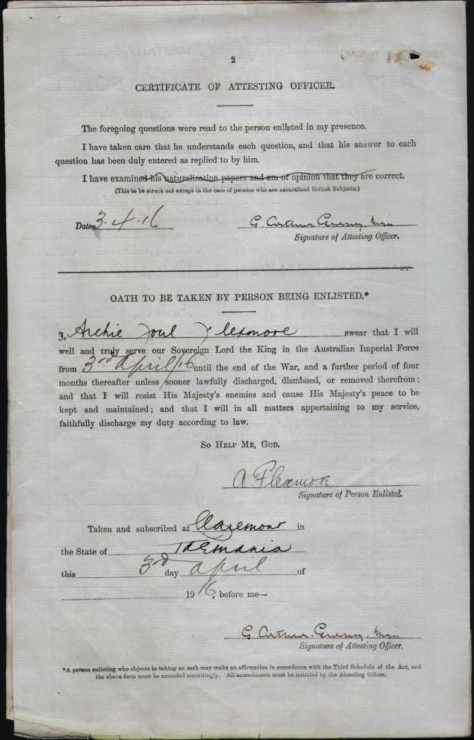 2
CERTIFICATE OF ATTESTING OFFICER.
The foregoing questions were read to the person enlisted in my presence.
I have taken care that he understands each question, and that his answer to each
question has been duly entered as replied to by him.
I have examined his naturalization papers and am of opinion that they are correct.
(This to be struck out except in the case of persons who are naturalized British Subjects.)
Date 3.4.16
G. Arthur
Signature of Attesting Officer.
OATH TO BE TAKEN BY PERSON BEING ENLISTED.*
I, Archie Flexmore swear that I will
well and truly serve our Sovereign Lord the King in the Australian Imperial Force
from 3rd April/16 until the end of the War, and a further period of four
months thereafter unless sooner lawfully discharged, dismissed, or removed therefrom;
and that I will resist His Majesty's enemies and cause His Majesty's peace to be
kept and maintained; and that I will in all matters appertaining to my service,
faithfully discharge my duty according to law.
SO HELP ME, GOD.
A Flexmore
Signature of Person Enlisted.
Taken and subscribed at Claremont in
the State of Tasmania
this 3rd day April of
1916, before me—
G. Arthur
Signature of Attesting Officer.
*A person enlisting who objects to taking an oath may make an affirmation in accordance with the Third Schedule of the Act, and
the above form must be amended accordingly. All amendments must be initialed by the Attesting Officer.